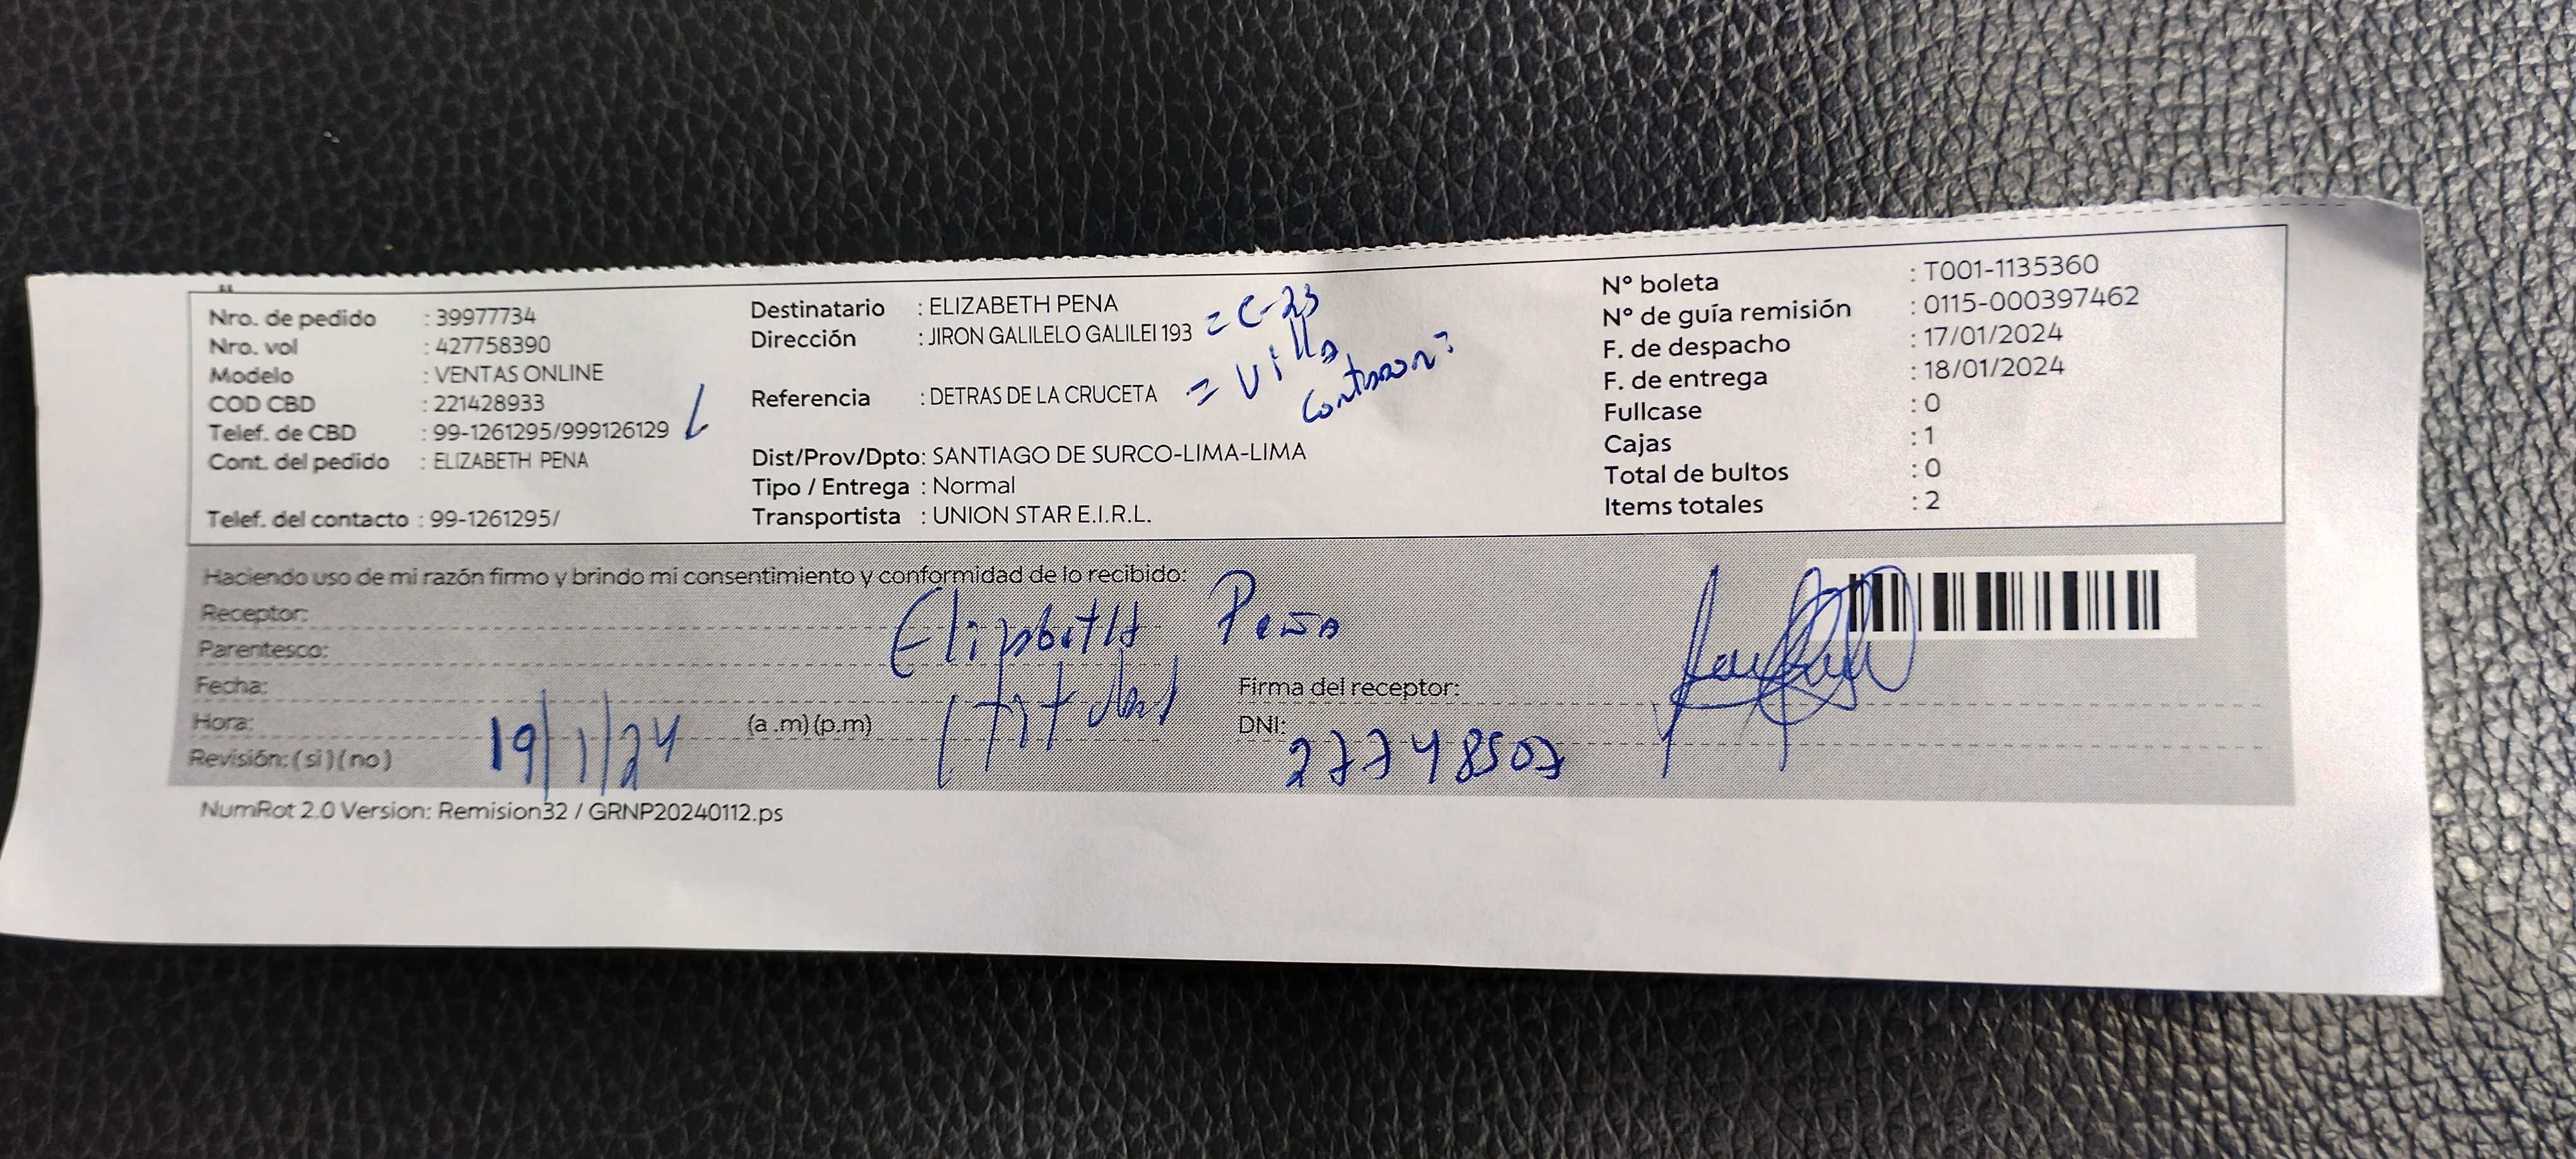 Nro. de pedido : 39977734
Nro. vol : 427758390
Modelo : VENTAS ONLINE
COD CBD : 221428933
Telef. de CBD : 99-1261295/999126129
Cont. del pedido : ELIZABETH PENA
Telef. del contacto : 99-1261295/
Destinatario : ELIZABETH PENA
Dirección : JIRON GALILELO GALILEI 193 = C-23
Referencia : DETRAS DE LA CRUCETA = Villa
Dist/Prov/Dpto: SANTIAGO DE SURCO-LIMA-LIMA
Tipo / Entrega : Normal
Transportista : UNION STAR E.I.R.L.
N° boleta : T001-1135360
N° de guía remisión : 0115-000397462
F. de despacho : 17/01/2024
F. de entrega : 18/01/2024
Fullcase : 0
Cajas : 1
Total de bultos : 0
Items totales : 2
Haciendo uso de mi razón firmo y brindo mi consentimiento y conformidad de lo recibido:
Receptor: Elizabeth Peña
Parentesco: titular
Fecha: 19/1/24
Firma del receptor:
Hora: (a.m)(p.m)
DNI: 27748507
Revisión: (si)(no)
NumRot 2.0 Version: Remision32 / GRNP20240112.ps